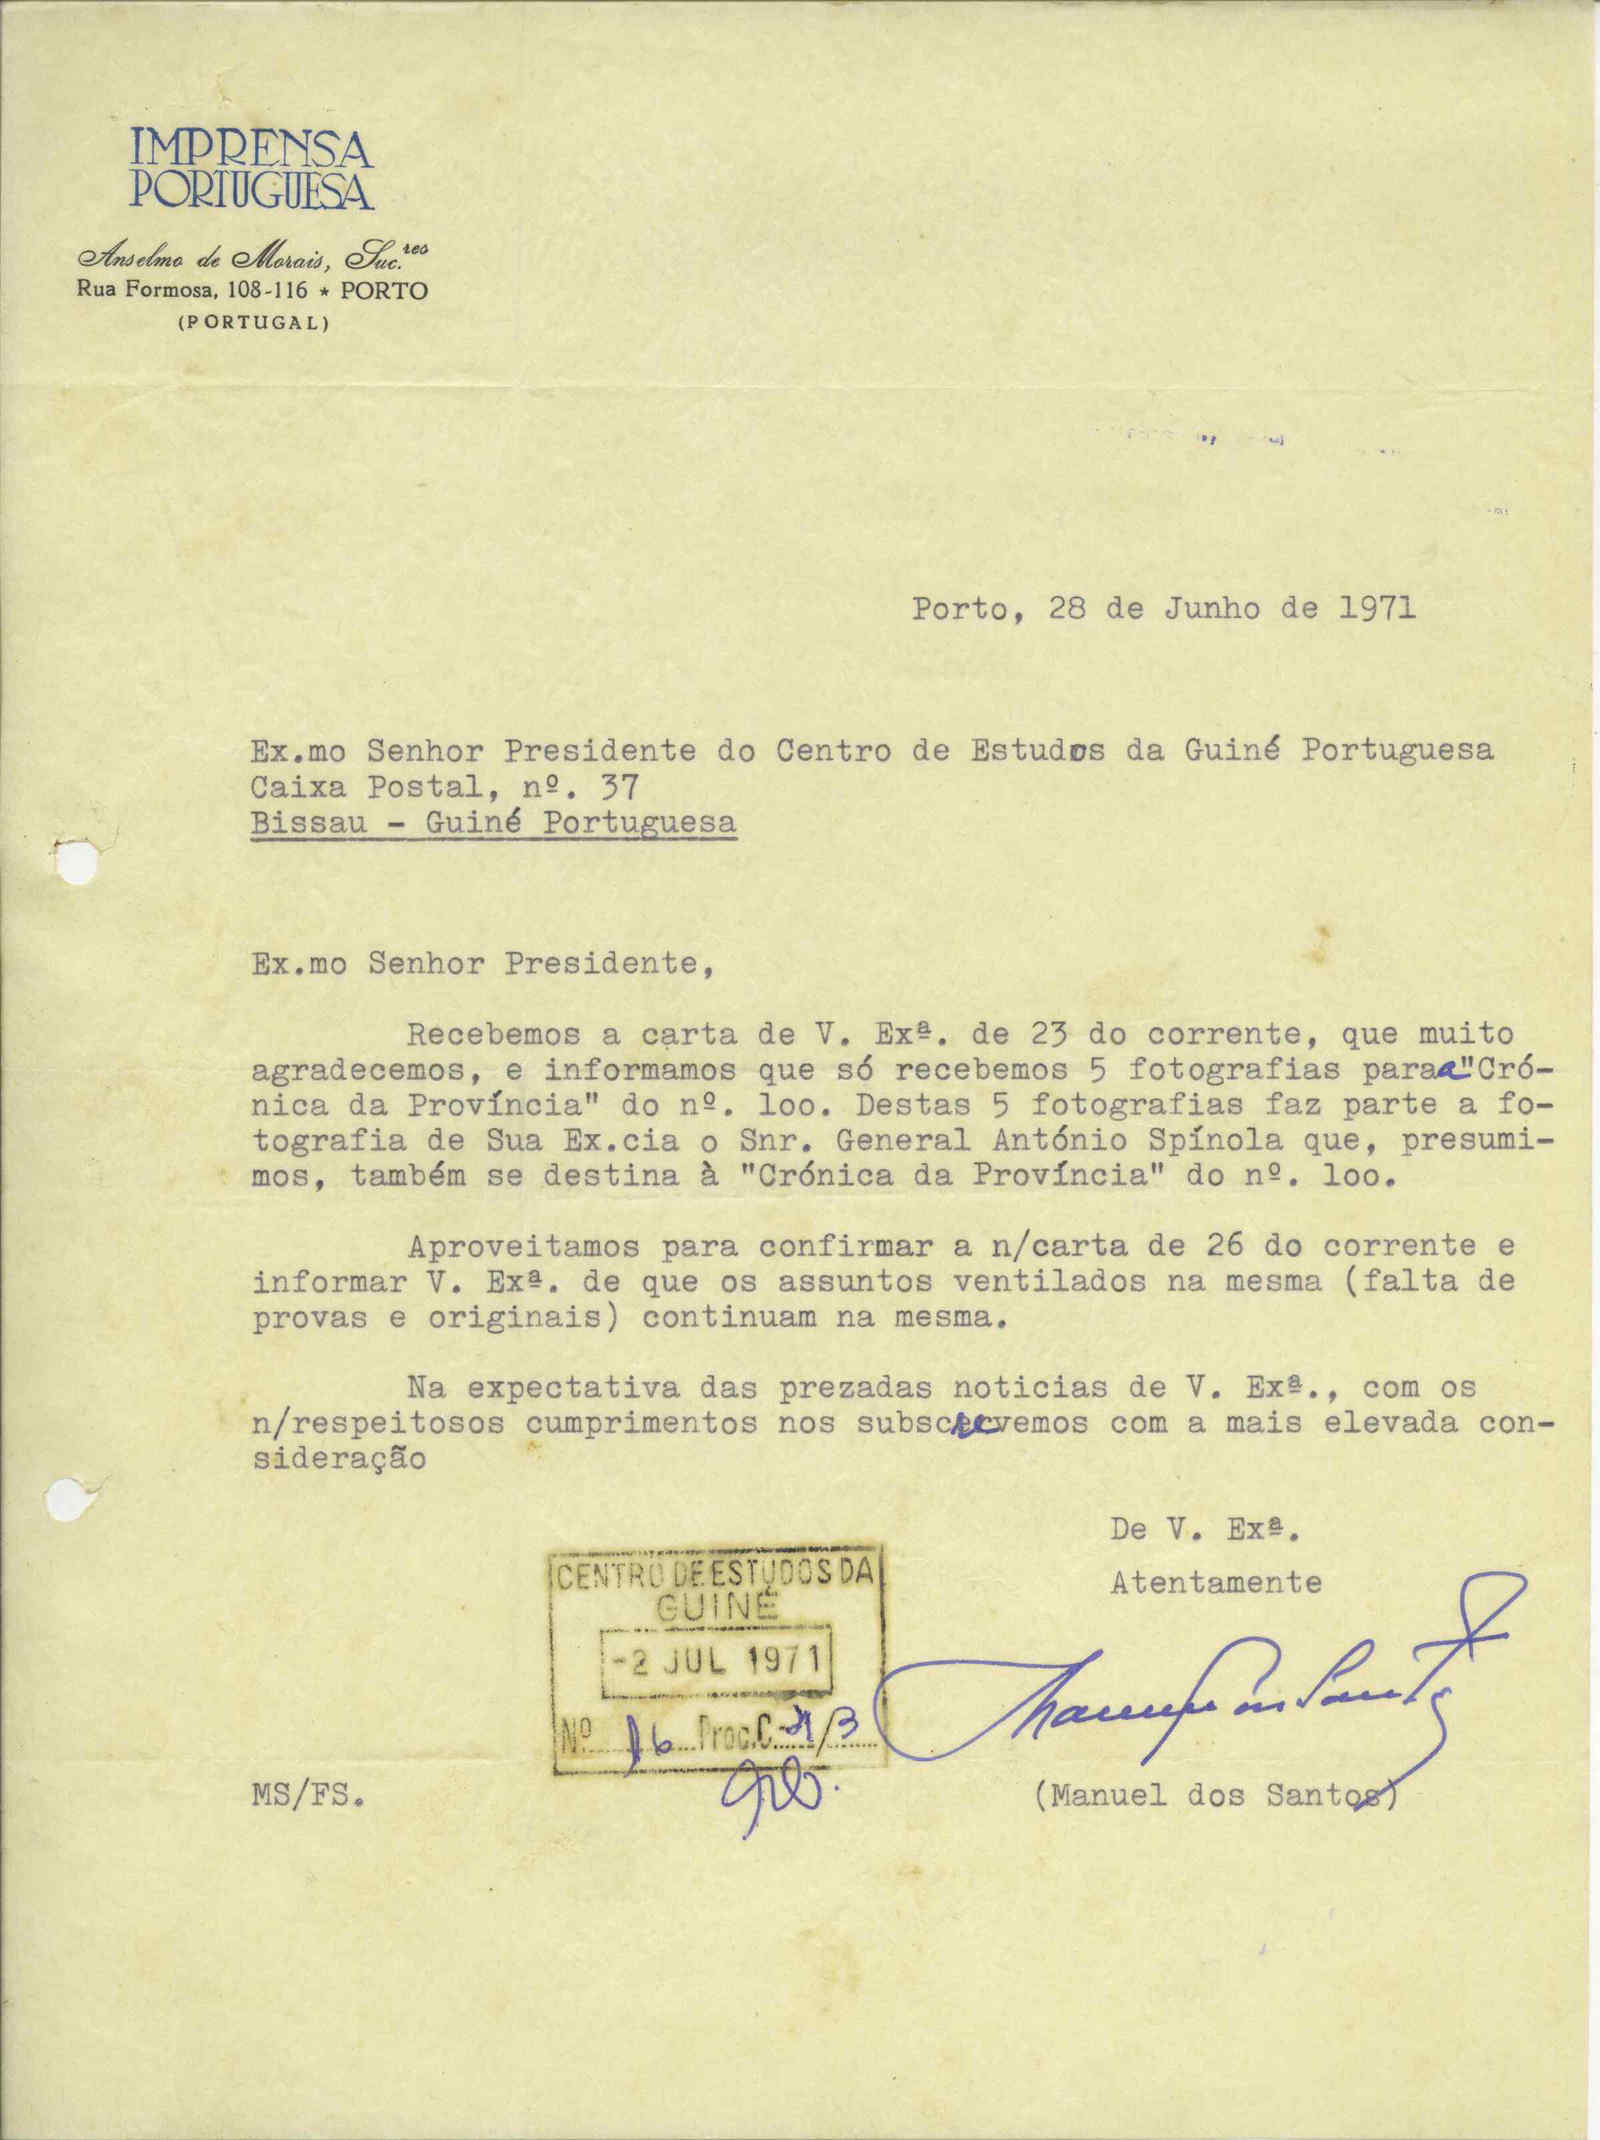 IMPRENSA
PORTUGUESA
Anselmo de Morais, Suc.res
Rua Formosa, 108-116 * PORTO
(PORTUGAL)
Porto, 28 de Junho de 1971
Ex.mo Senhor Presidente do Centro de Estudos da Guiné Portuguesa
Caixa Postal, nº. 37
Bissau - Guiné Portuguesa
Ex.mo Senhor Presidente,
Recebemos a carta de V. Exª. de 23 do corrente, que muito
agradecemos, e informamos que só recebemos 5 fotografias para a "Cró-
nica da Província" do nº. loo. Destas 5 fotografias faz parte a fo-
tografia de Sua Ex.cia o Snr. General António Spínola que, presumi-
mos, também se destina à "Crónica da Província" do nº. loo.
Aproveitamos para confirmar a n/carta de 26 do corrente e
informar V. Exª. de que os assuntos ventilados na mesma (falta de
provas e originais) continuam na mesma.
Na expectativa das prezadas noticias de V. Exª., com os
n/respeitosos cumprimentos nos subscrevemos com a mais elevada con-
sideração
De V. Exª.
Atentamente
CENTRO DE ESTUDOS DA
GUINÉ
-2 JUL 1971
Nº 16 Proc. C /3
Manuel dos Santos
MS/FS.
(Manuel dos Santos)